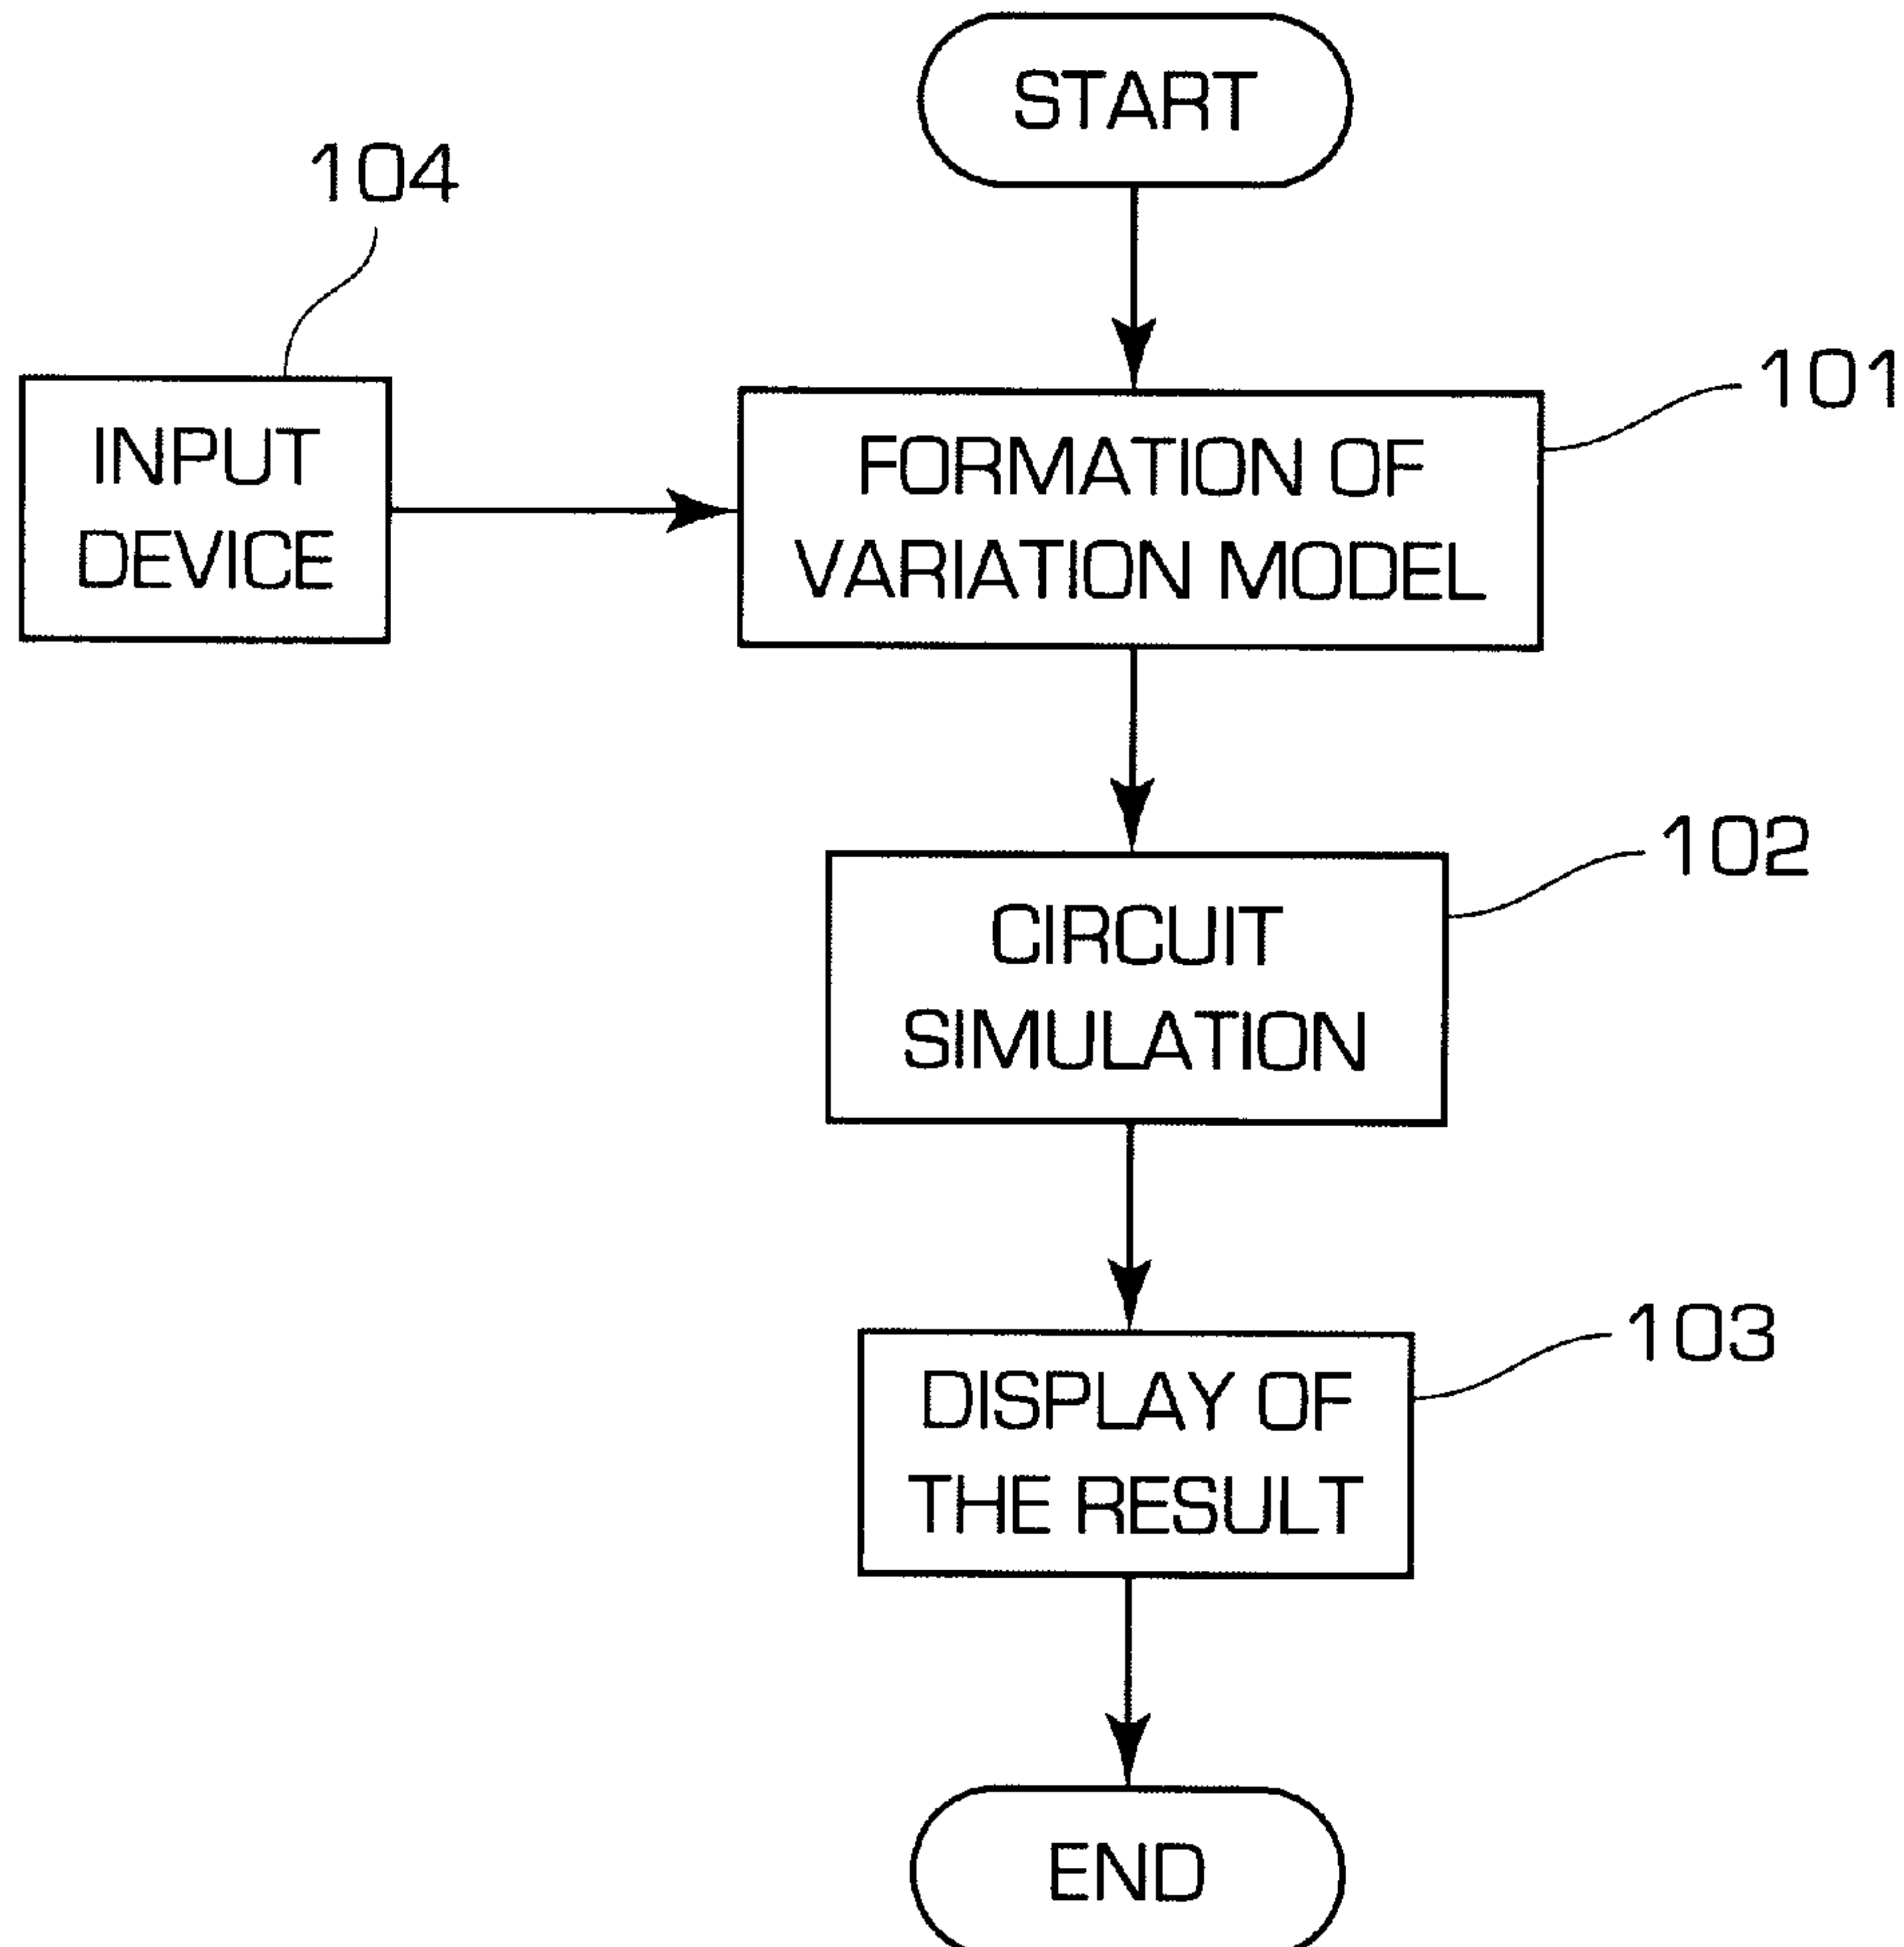 START
104
101
INPUT
DEVICE
FORMATION OF
VARIATION MODEL
102
CIRCUIT
SIMULATION
103
DISPLAY OF
THE RESULT
END